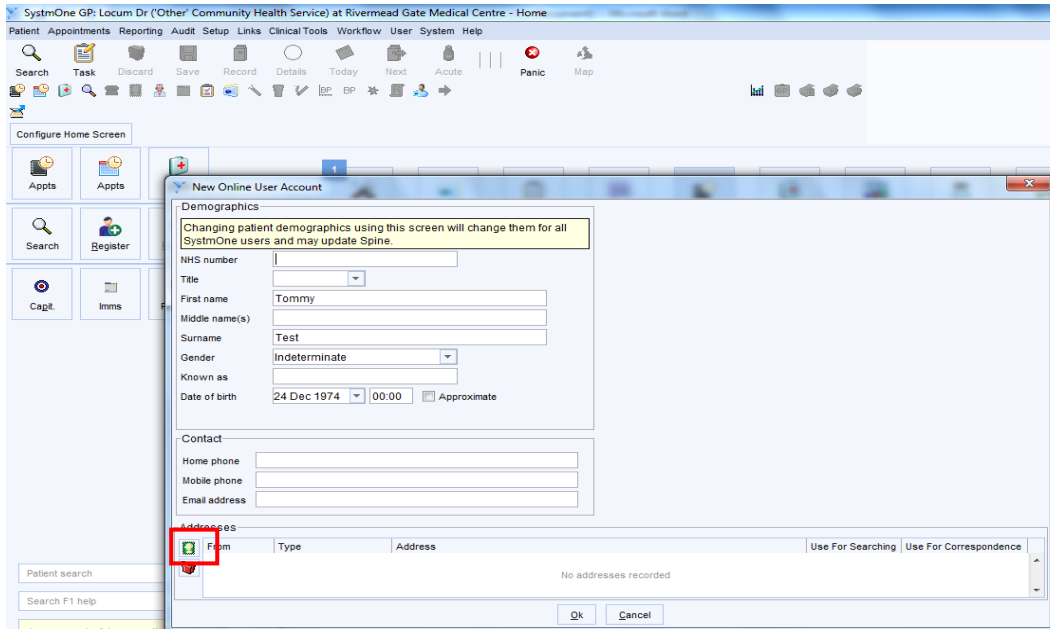 SystmOne GP: Locum Dr ('Other' Community Health Service) at Rivermead Gate Medical Centre - Home
Patient Appointments Reporting Audit Setup Links Clinical Tools Workflow User System Help
Search Task Discard Save Record Details Today Next Acute Panic Map
BP BP
Configure Home Screen
1
Appts Appts
New Online User Account
x
Demographics
Changing patient demographics using this screen will change them for all
SystmOne users and may update Spine.
Search Register
NHS number
Title
Capit. Imms
First name Tommy
Middle name(s)
Surname Test
Gender Indeterminate
Known as
Date of birth 24 Dec 1974 00:00 Approximate
Contact
Home phone
Mobile phone
Email address
Addresses
From Type Address Use For Searching Use For Correspondence
No addresses recorded
Patient search
Search F1 help
Ok Cancel